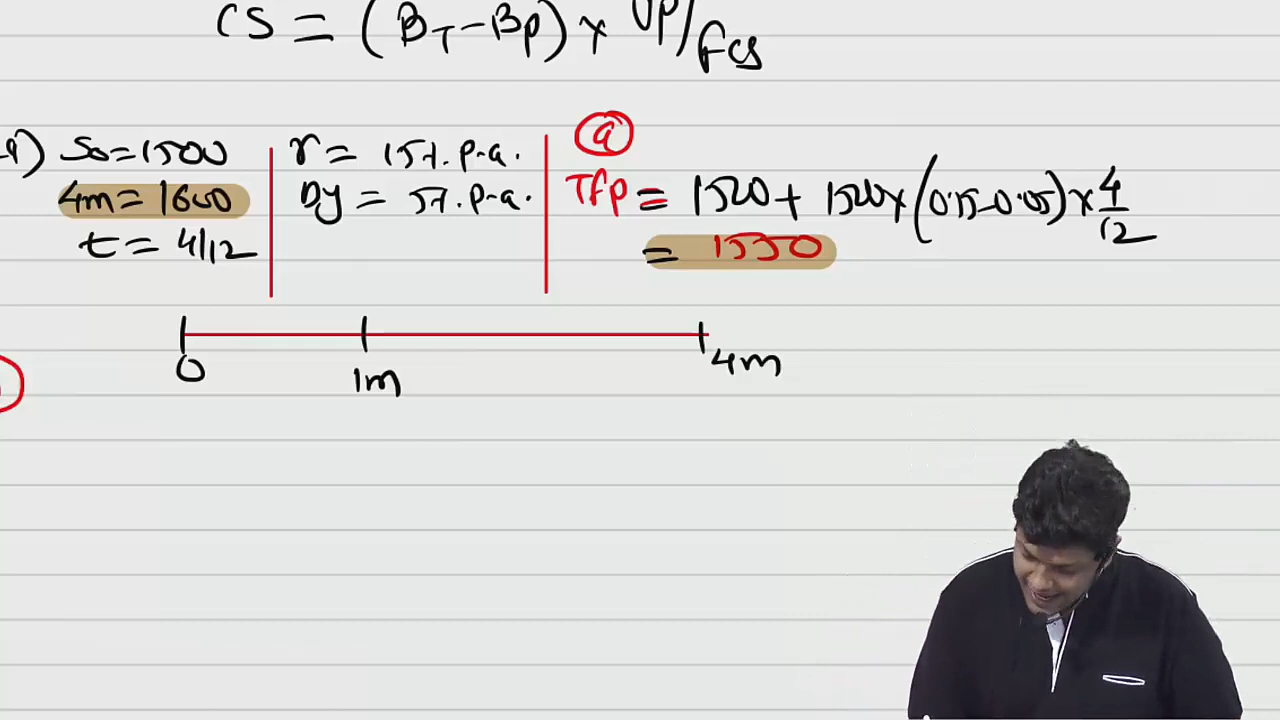 CS = (BT - Bp) × Up/fcs
S0 = 1500
4m = 1600
t = 4/12
r = 15%. p.a.
Dy = 5%. p.a.
a
Tfp = 1500 + 1500 × (0.15 - 0.05) × 4/12
= 1550
0
1m
4m